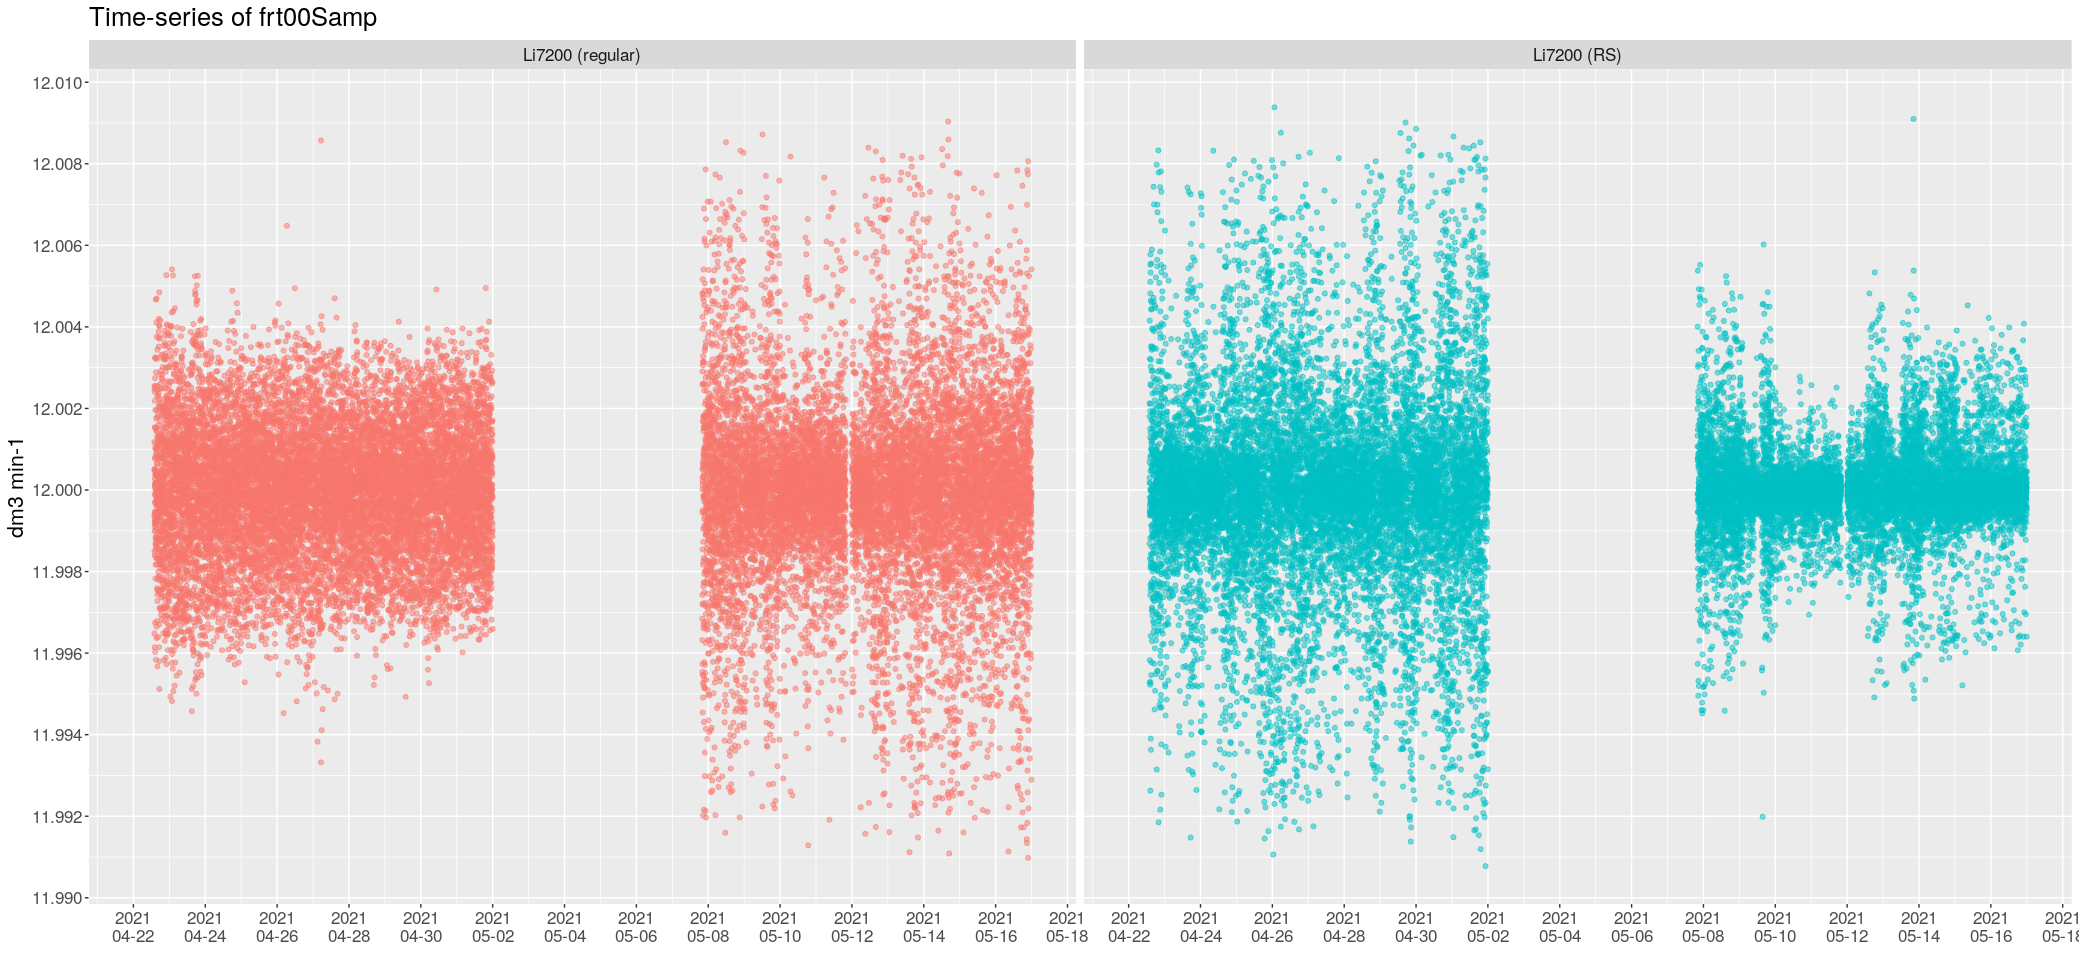 Time-series of frt00Samp
Li7200 (regular)
Li7200 (RS)
dm3 min-1
12.010
12.008
12.006
12.004
12.002
12.000
11.998
11.996
11.994
11.992
11.990
2021 2021 2021 2021 2021 2021 2021 2021 2021 2021 2021 2021 2021 2021
04-22 04-24 04-26 04-28 04-30 05-02 05-04 05-06 05-08 05-10 05-12 05-14 05-16 05-18
2021 2021 2021 2021 2021 2021 2021 2021 2021 2021 2021 2021 2021 2021
04-22 04-24 04-26 04-28 04-30 05-02 05-04 05-06 05-08 05-10 05-12 05-14 05-16 05-18